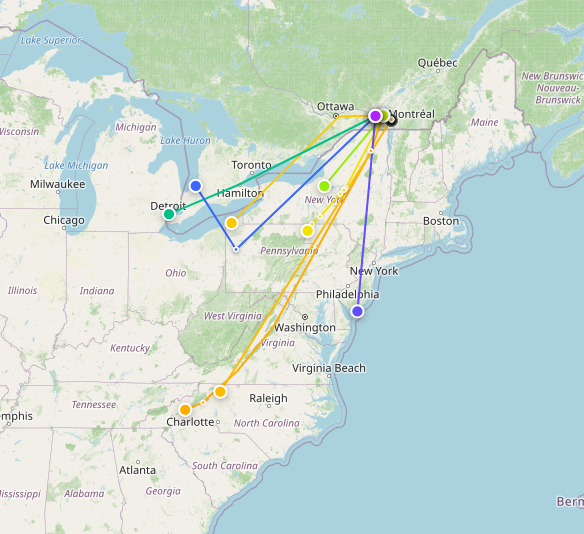 Lake Superior
Québec
New Brunswick
Nouveau-
Brunswick
Ottawa
Montréal
Maine
Wisconsin
Michigan
Lake Huron
Toronto
Lake Michigan
Milwaukee
Hamilton
New York
Detroit
Chicago
Boston
Pennsylvania
New York
Ohio
Illinois
Indiana
Philadelphia
West Virginia
Washington
Virginia
Kentucky
Virginia Beach
Tennessee
Raleigh
mphis
Charlotte
North Carolina
Atlanta
South Carolina
ississippi
Alabama
Georgia
Berm